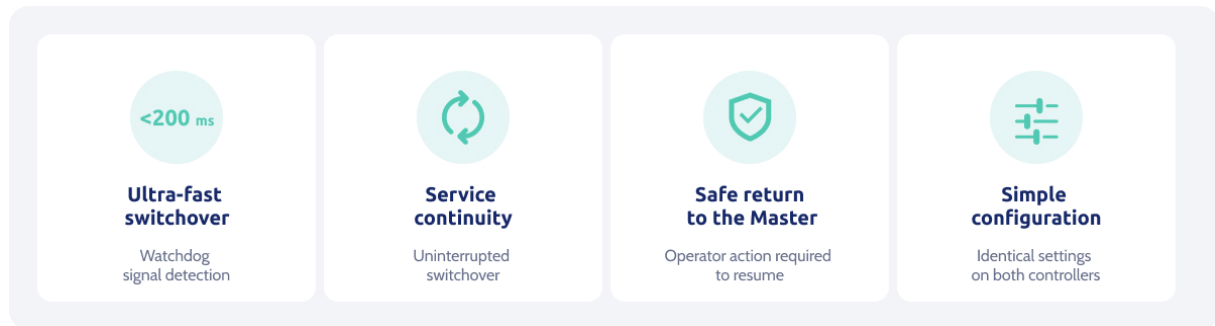 <200 ms
Ultra-fast
switchover
Watchdog
signal detection
Service
continuity
Uninterrupted
switchover
Safe return
to the Master
Operator action required
to resume
Simple
configuration
Identical settings
on both controllers